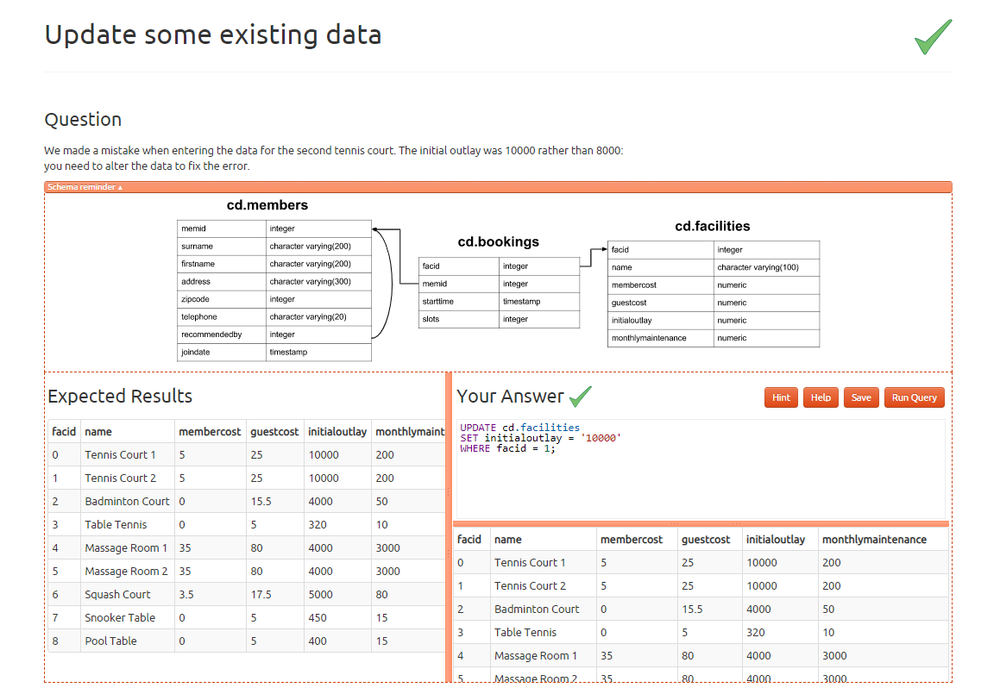 Update some existing data
Question
We made a mistake when entering the data for the second tennis court. The initial outlay was 10000 rather than 8000:
you need to alter the data to fix the error.
Schema reminder ▴
cd.members
memid integer
surname character varying(200)
firstname character varying(200)
address character varying(300)
zipcode integer
telephone character varying(20)
recommendedby integer
joindate timestamp
cd.bookings
facid integer
memid integer
starttime timestamp
slots integer
cd.facilities
facid integer
name character varying(100)
membercost numeric
guestcost numeric
initialoutlay numeric
monthlymaintenance numeric
Expected Results
facid name membercost guestcost initialoutlay monthlymaint
0 Tennis Court 1 5 25 10000 200
1 Tennis Court 2 5 25 10000 200
2 Badminton Court 0 15.5 4000 50
3 Table Tennis 0 5 320 10
4 Massage Room 1 35 80 4000 3000
5 Massage Room 2 35 80 4000 3000
6 Squash Court 3.5 17.5 5000 80
7 Snooker Table 0 5 450 15
8 Pool Table 0 5 400 15
Your Answer
Hint Help Save Run Query
UPDATE cd.facilities
SET initialoutlay = '10000'
WHERE facid = 1;
facid name membercost guestcost initialoutlay monthlymaintenance
0 Tennis Court 1 5 25 10000 200
1 Tennis Court 2 5 25 10000 200
2 Badminton Court 0 15.5 4000 50
3 Table Tennis 0 5 320 10
4 Massage Room 1 35 80 4000 3000
5 Massage Room 2 35 80 4000 3000